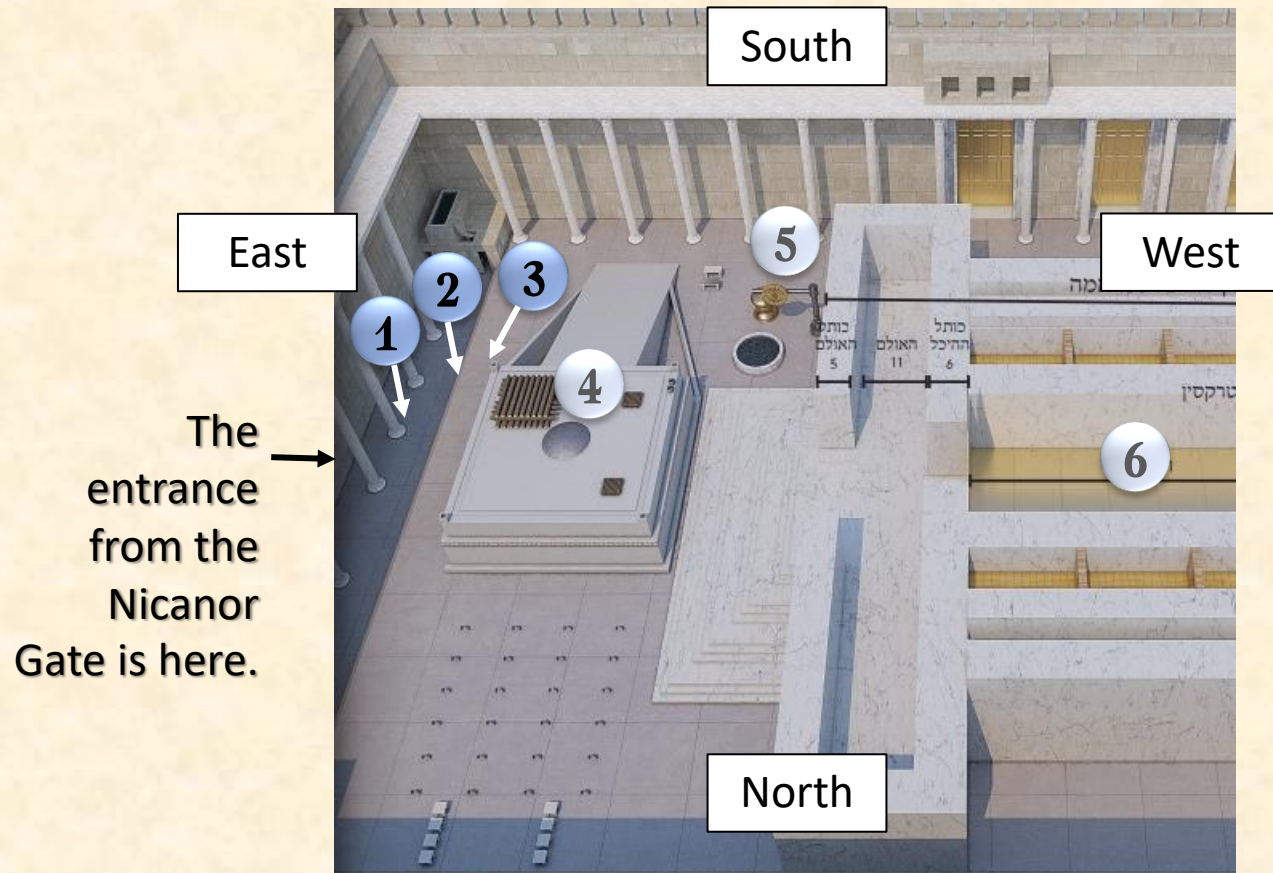 South
East
West
5
2
3
1
כותל
האולם
5
האולם
11
כותל
ההיכל
6
4
טרקסין
6
The
entrance
from the
Nicanor
Gate is here.
North